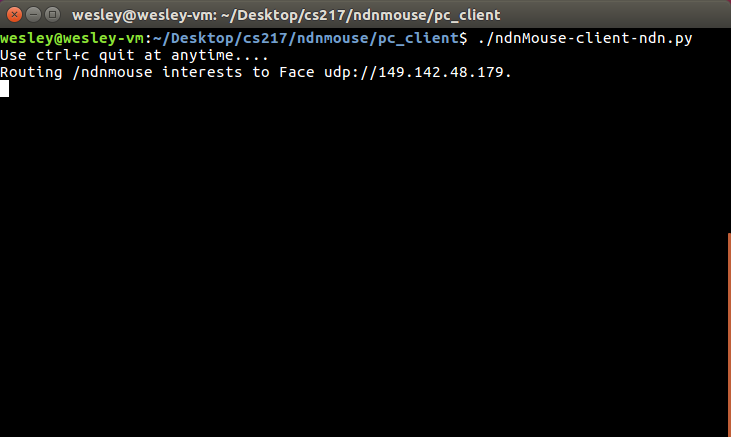 wesley@wesley-vm: ~/Desktop/cs217/ndnmouse/pc_client
wesley@wesley-vm:~/Desktop/cs217/ndnmouse/pc_client$ ./ndnMouse-client-ndn.py
Use ctrl+c quit at anytime....
Routing /ndnmouse interests to Face udp://149.142.48.179.